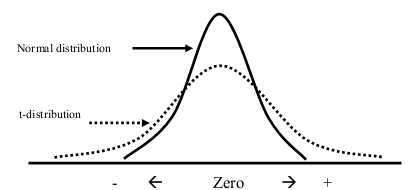 Normal distribution
t-distribution
- ← Zero → +